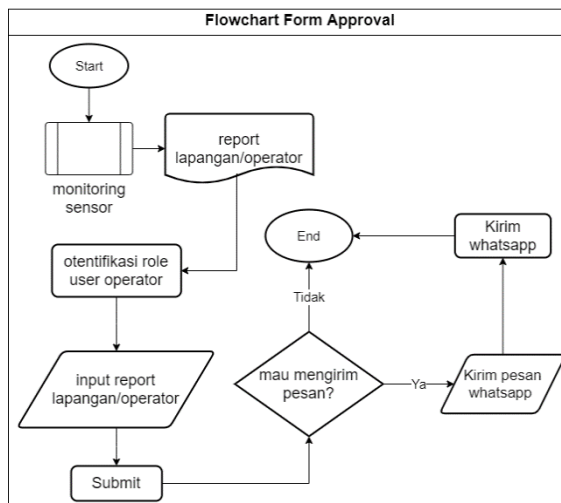 Flowchart Form Approval
Start
monitoring
sensor
report
lapangan/operator
otentifikasi role
user operator
input report
lapangan/operator
Submit
mau mengirim
pesan?
Tidak
End
Ya
Kirim pesan
whatsapp
Kirim
whatsapp